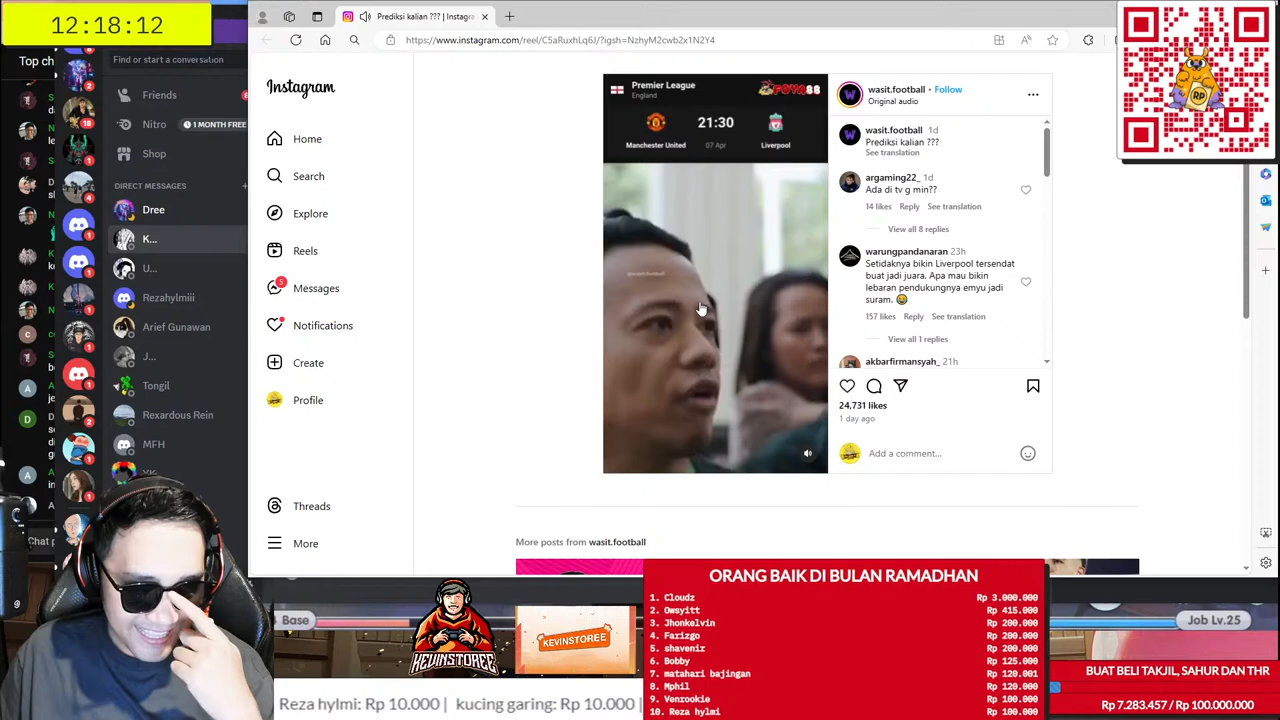 12:18:12
Prediksi kalian ??? | Instagra
https://www.instagram.com/reel/C5aRuxhLq6J/?igsh=NzhyM2cwb2x1N2Y4
Top ch
Find or start a conversation
Friends
Nitro
1 MONTH FREE
Shop
DIRECT MESSAGES
Dree
K...
U...
Rezahylmiii
Arief Gunawan
J...
Tongil
Rexardous Rein
MFH
Chat p
Instagram
Home
Search
Explore
Reels
Messages
5
Notifications
Create
Profile
Threads
More
Premier League
England
21:30
Manchester United
07 Apr
Liverpool
wasit.football • Follow
Original audio
wasit.football 1d
Prediksi kalian ???
See translation
argaming22_ 1d
Ada di tv g min??
14 likes Reply See translation
View all 8 replies
warungpandanaran 23h
Setidaknya bikin Liverpool tersendat
buat jadi juara. Apa mau bikin
lebaran pendukungnya emyu jadi
suram. 😂
157 likes Reply See translation
View all 1 replies
akbarfirmansyah_ 21h
24,731 likes
1 day ago
Add a comment...
More posts from wasit.football
RP
Base
KEVINSTOREE
KEVINSTOREE
Job Lv.25
ORANG BAIK DI BULAN RAMADHAN
1. Cloudz Rp 3.000.000
2. Owsyitt Rp 415.000
3. Jhonkelvin Rp 200.000
4. Farizgo Rp 200.000
5. shavenir Rp 200.000
6. Bobby Rp 125.000
7. matahari bajingan Rp 120.001
8. Mphil Rp 120.000
9. Venrookie Rp 100.000
10. Reza hylmi Rp 100.000
BUAT BELI TAKJIL, SAHUR DAN THR
Rp 7.283.457 / Rp 100.000.000
Reza hylmi: Rp 10.000 | kucing garing: Rp 10.000 |